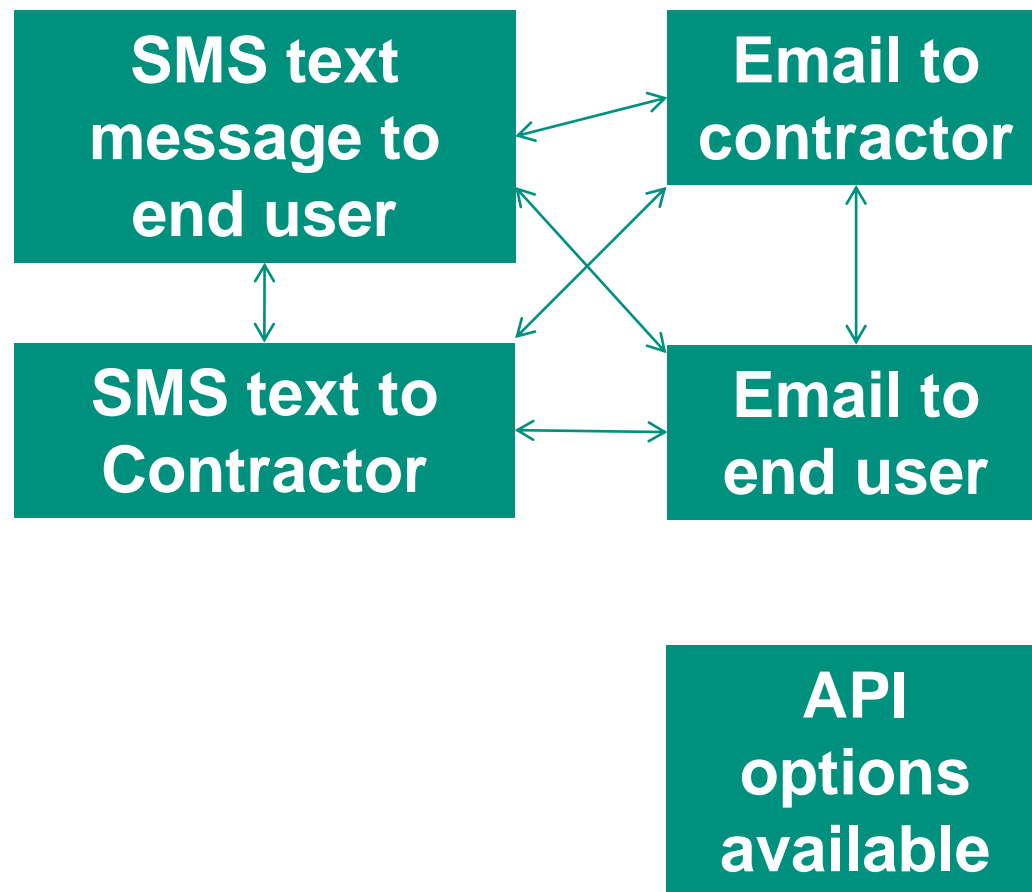 SMS text
message to
end user
Email to
contractor
SMS text to
Contractor
Email to
end user
API
options
available